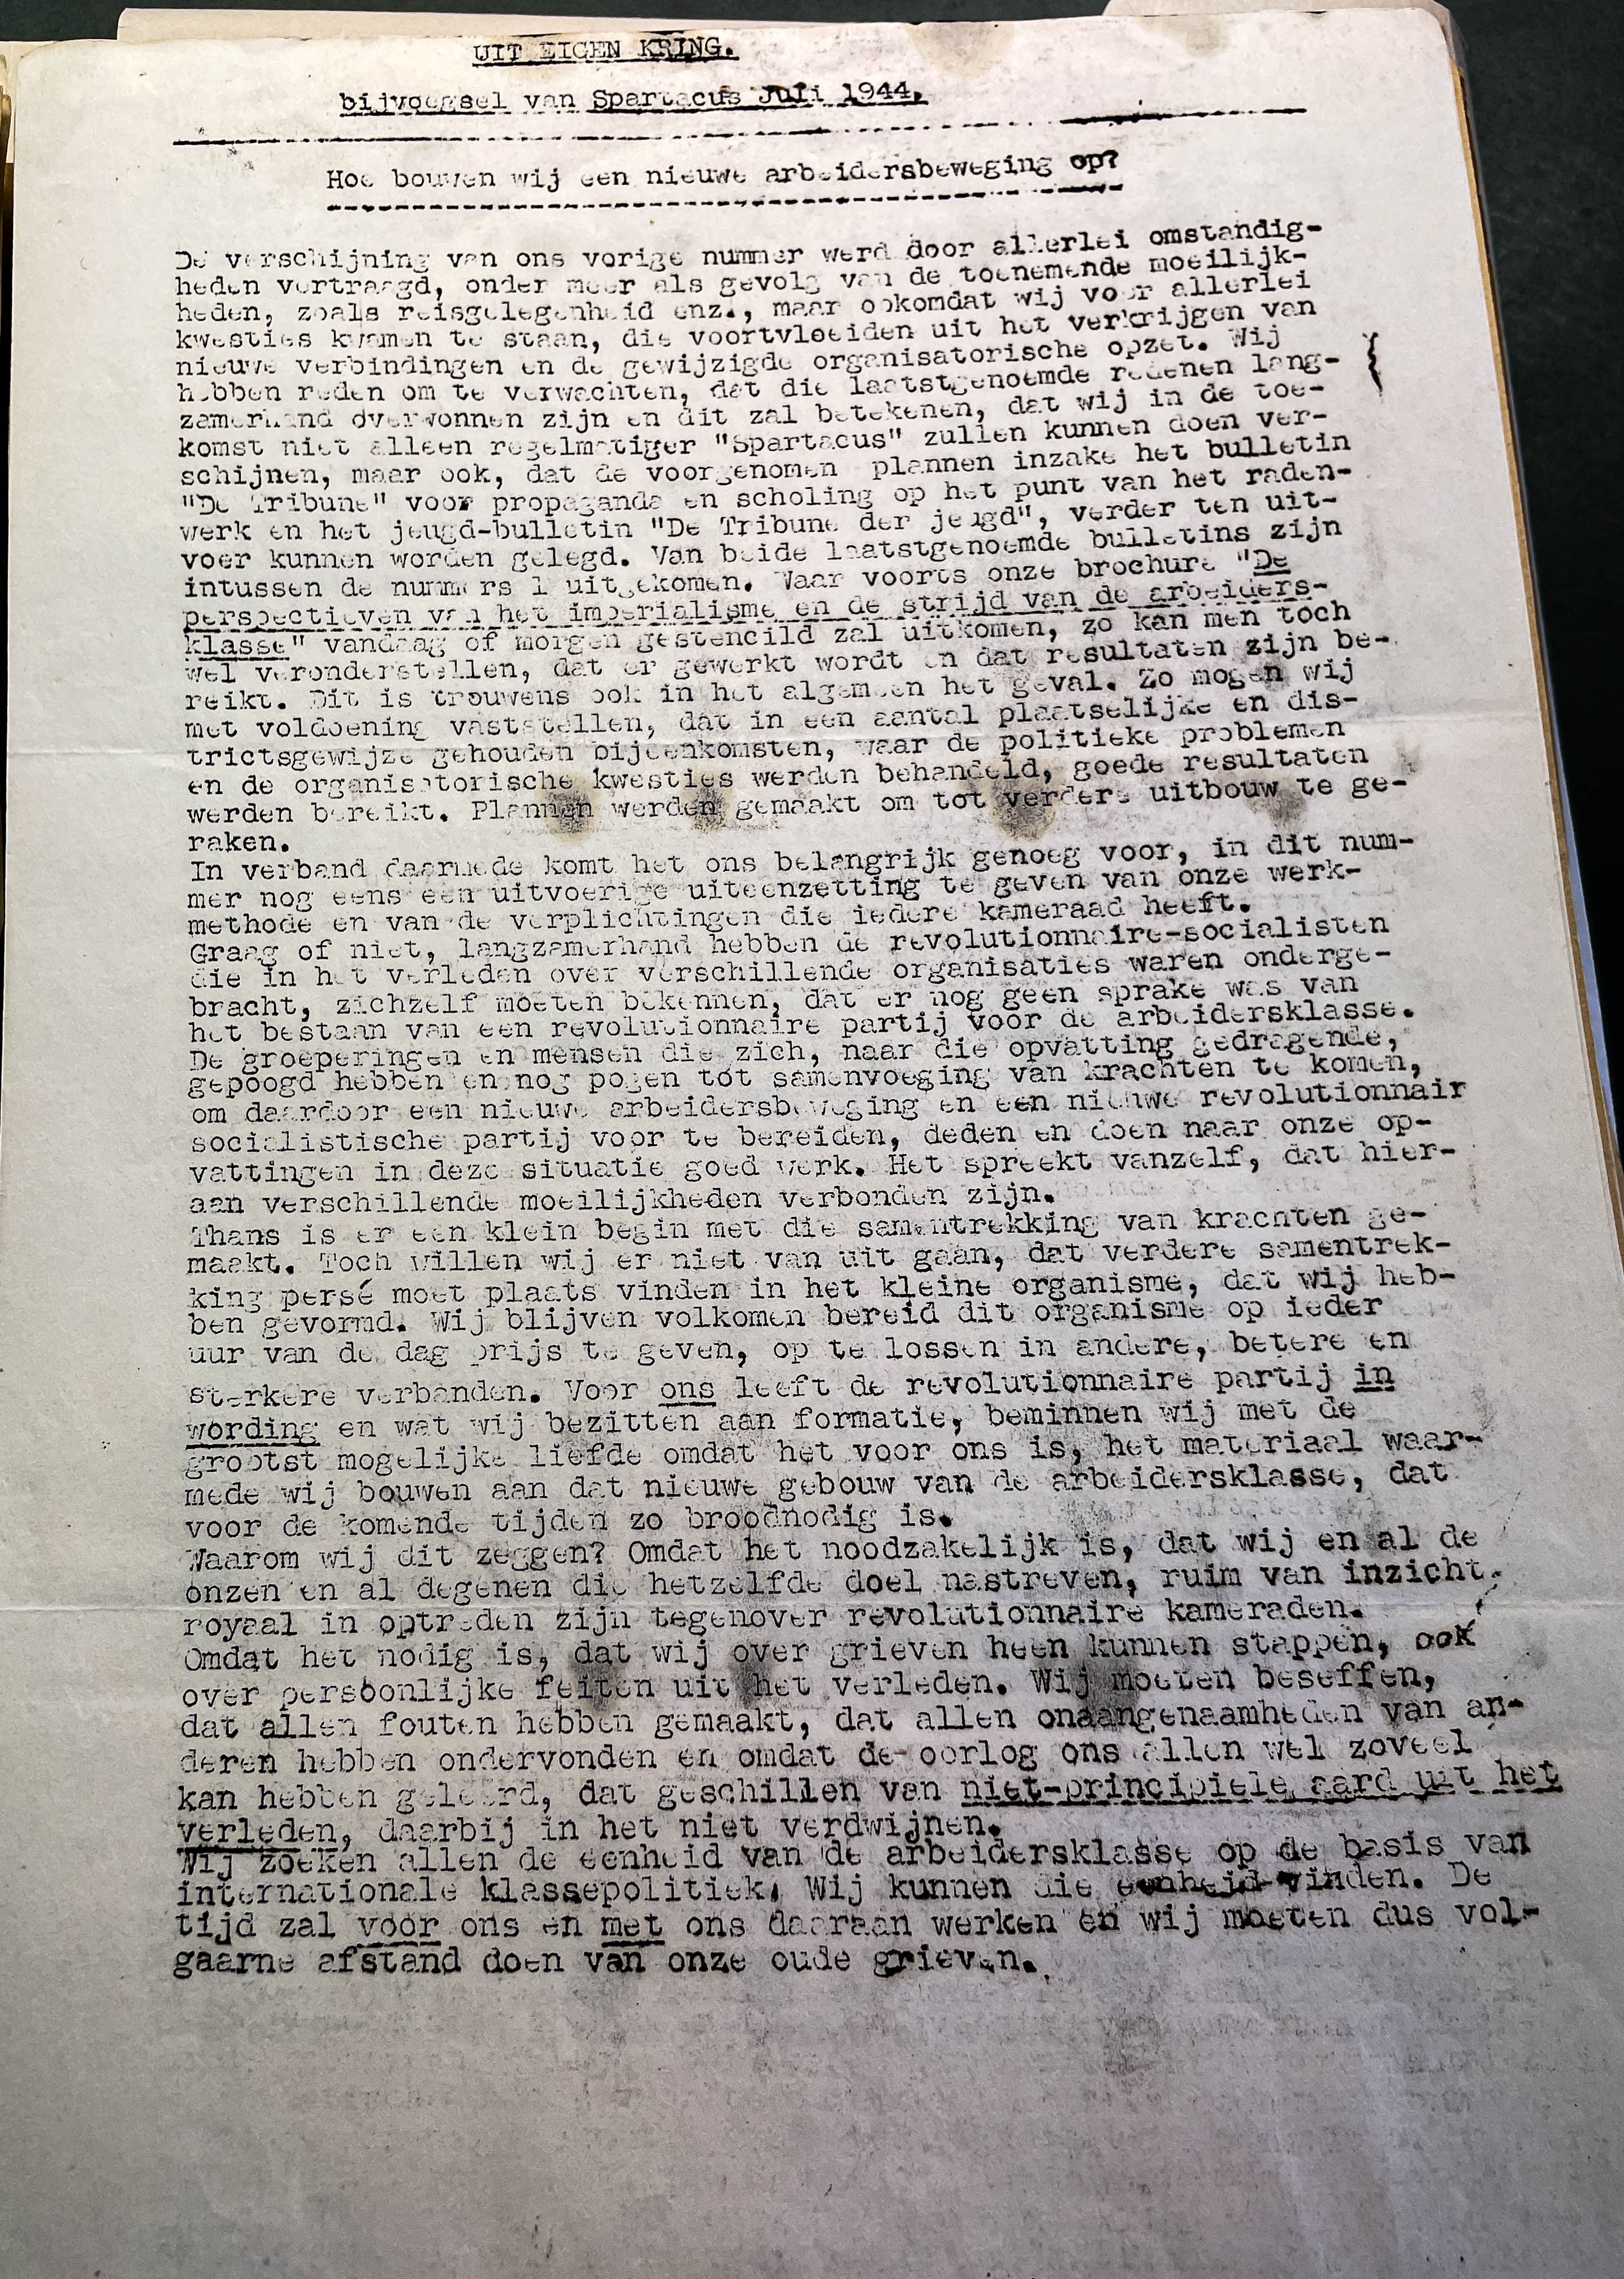 UIT EIGEN KRING.
bijvoegsel van Spartacus Juli 1944.
Hoe bouwen wij een nieuwe arbeidersbeweging op?
De verschijning van ons vorige nummer werd door allerlei omstandig-
heden vertraagd, onder meer als gevolg van de toenemende moeilijk-
heden, zoals reisgelegenheid enz., maar ookomdat wij voor allerlei
kwesties kwamen te staan, die voortvloeiden uit het verkrijgen van
nieuwe verbindingen en de gewijzigde organisatorische opzet. Wij
hebben reden om te verwachten, dat die laatstgenoemde redenen lang-
zamerhand overwonnen zijn en dit zal betekenen, dat wij in de toe-
komst niet alleen regelmatiger "Spartacus" zullen kunnen doen ver-
schijnen, maar ook, dat de voorgenomen plannen inzake het bulletin
"De Tribune" voor propaganda en scholing op het punt van het raden-
werk en het jeugd-bulletin "De Tribune der jeugd", verder ten uit-
voer kunnen worden gelegd. Van beide laatstgenoemde bulletins zijn
intussen de nummers 1 uitgekomen. Waar voorts onze brochure "De
perspectieven van het imperialisme en de strijd van de arbeiders-
klasse" vandaag of morgen gestencild zal uitkomen, zo kan men toch
wel veronderstellen, dat er gewerkt wordt en dat resultaten zijn be-
reikt. Dit is trouwens ook in het algemeen het geval. Zo mogen wij
met voldoening vaststellen, dat in een aantal plaatselijke en dis-
trictsgewijze gehouden bijeenkomsten, waar de politieke problemen
en de organisatorische kwesties werden behandeld, goede resultaten
werden bereikt. Plannen werden gemaakt om tot verdere uitbouw te ge-
raken.
In verband daarmede komt het ons belangrijk genoeg voor, in dit num-
mer nog eens een uitvoerige uiteenzetting te geven van onze werk-
methode en van de verplichtingen die iedere kameraad heeft.
Graag of niet, langzamerhand hebben de revolutionnaire-socialisten
die in het verleden over verschillende organisaties waren onderge-
bracht, zichzelf moeten bekennen, dat er nog geen sprake was van
het bestaan van een revolutionnaire partij voor de arbeidersklasse.
De groeperingen en mensen die zich, naar die opvatting gedragende,
gepoogd hebben en nog pogen tot samenvoeging van krachten te komen,
om daardoor een nieuwe arbeidersbeweging en een nieuwe revolutionnair
socialistische partij voor te bereiden, deden en doen naar onze op-
vattingen in deze situatie goed werk. Het spreekt vanzelf, dat hier-
aan verschillende moeilijkheden verbonden zijn.
Thans is er een klein begin met die samentrekking van krachten ge-
maakt. Toch willen wij er niet van uit gaan, dat verdere samentrek-
king persé moet plaats vinden in het kleine organisme, dat wij heb-
ben gevormd. Wij blijven volkomen bereid dit organisme op ieder
uur van de dag prijs te geven, op te lossen in andere, betere en
sterkere verbanden. Voor ons leeft de revolutionnaire partij in
wording en wat wij bezitten aan formatie, beminnen wij met de
grootst mogelijke liefde omdat het voor ons is, het materiaal waar-
mede wij bouwen aan dat nieuwe gebouw van de arbeidersklasse, dat
voor de komende tijden zo broodnodig is.
Waarom wij dit zeggen? Omdat het noodzakelijk is, dat wij en al de
onzen en al degenen die hetzelfde doel nastreven, ruim van inzicht.
royaal in optreden zijn tegenover revolutionnaire kameraden.
Omdat het nodig is, dat wij over grieven heen kunnen stappen, ook
over persoonlijke feiten uit het verleden. Wij moeten beseffen,
dat allen fouten hebben gemaakt, dat allen onaangenaamheden van an-
deren hebben ondervonden en omdat de oorlog ons allen wel zoveel
kan hebben geleerd, dat geschillen van niet-principiele aard uit het
verleden, daarbij in het niet verdwijnen.
Wij zoeken allen de eenheid van de arbeidersklasse op de basis van
internationale klassepolitiek. Wij kunnen die eenheid vinden. De
tijd zal voor ons en met ons daaraan werken en wij moeten dus vol-
gaarne afstand doen van onze oude grieven.